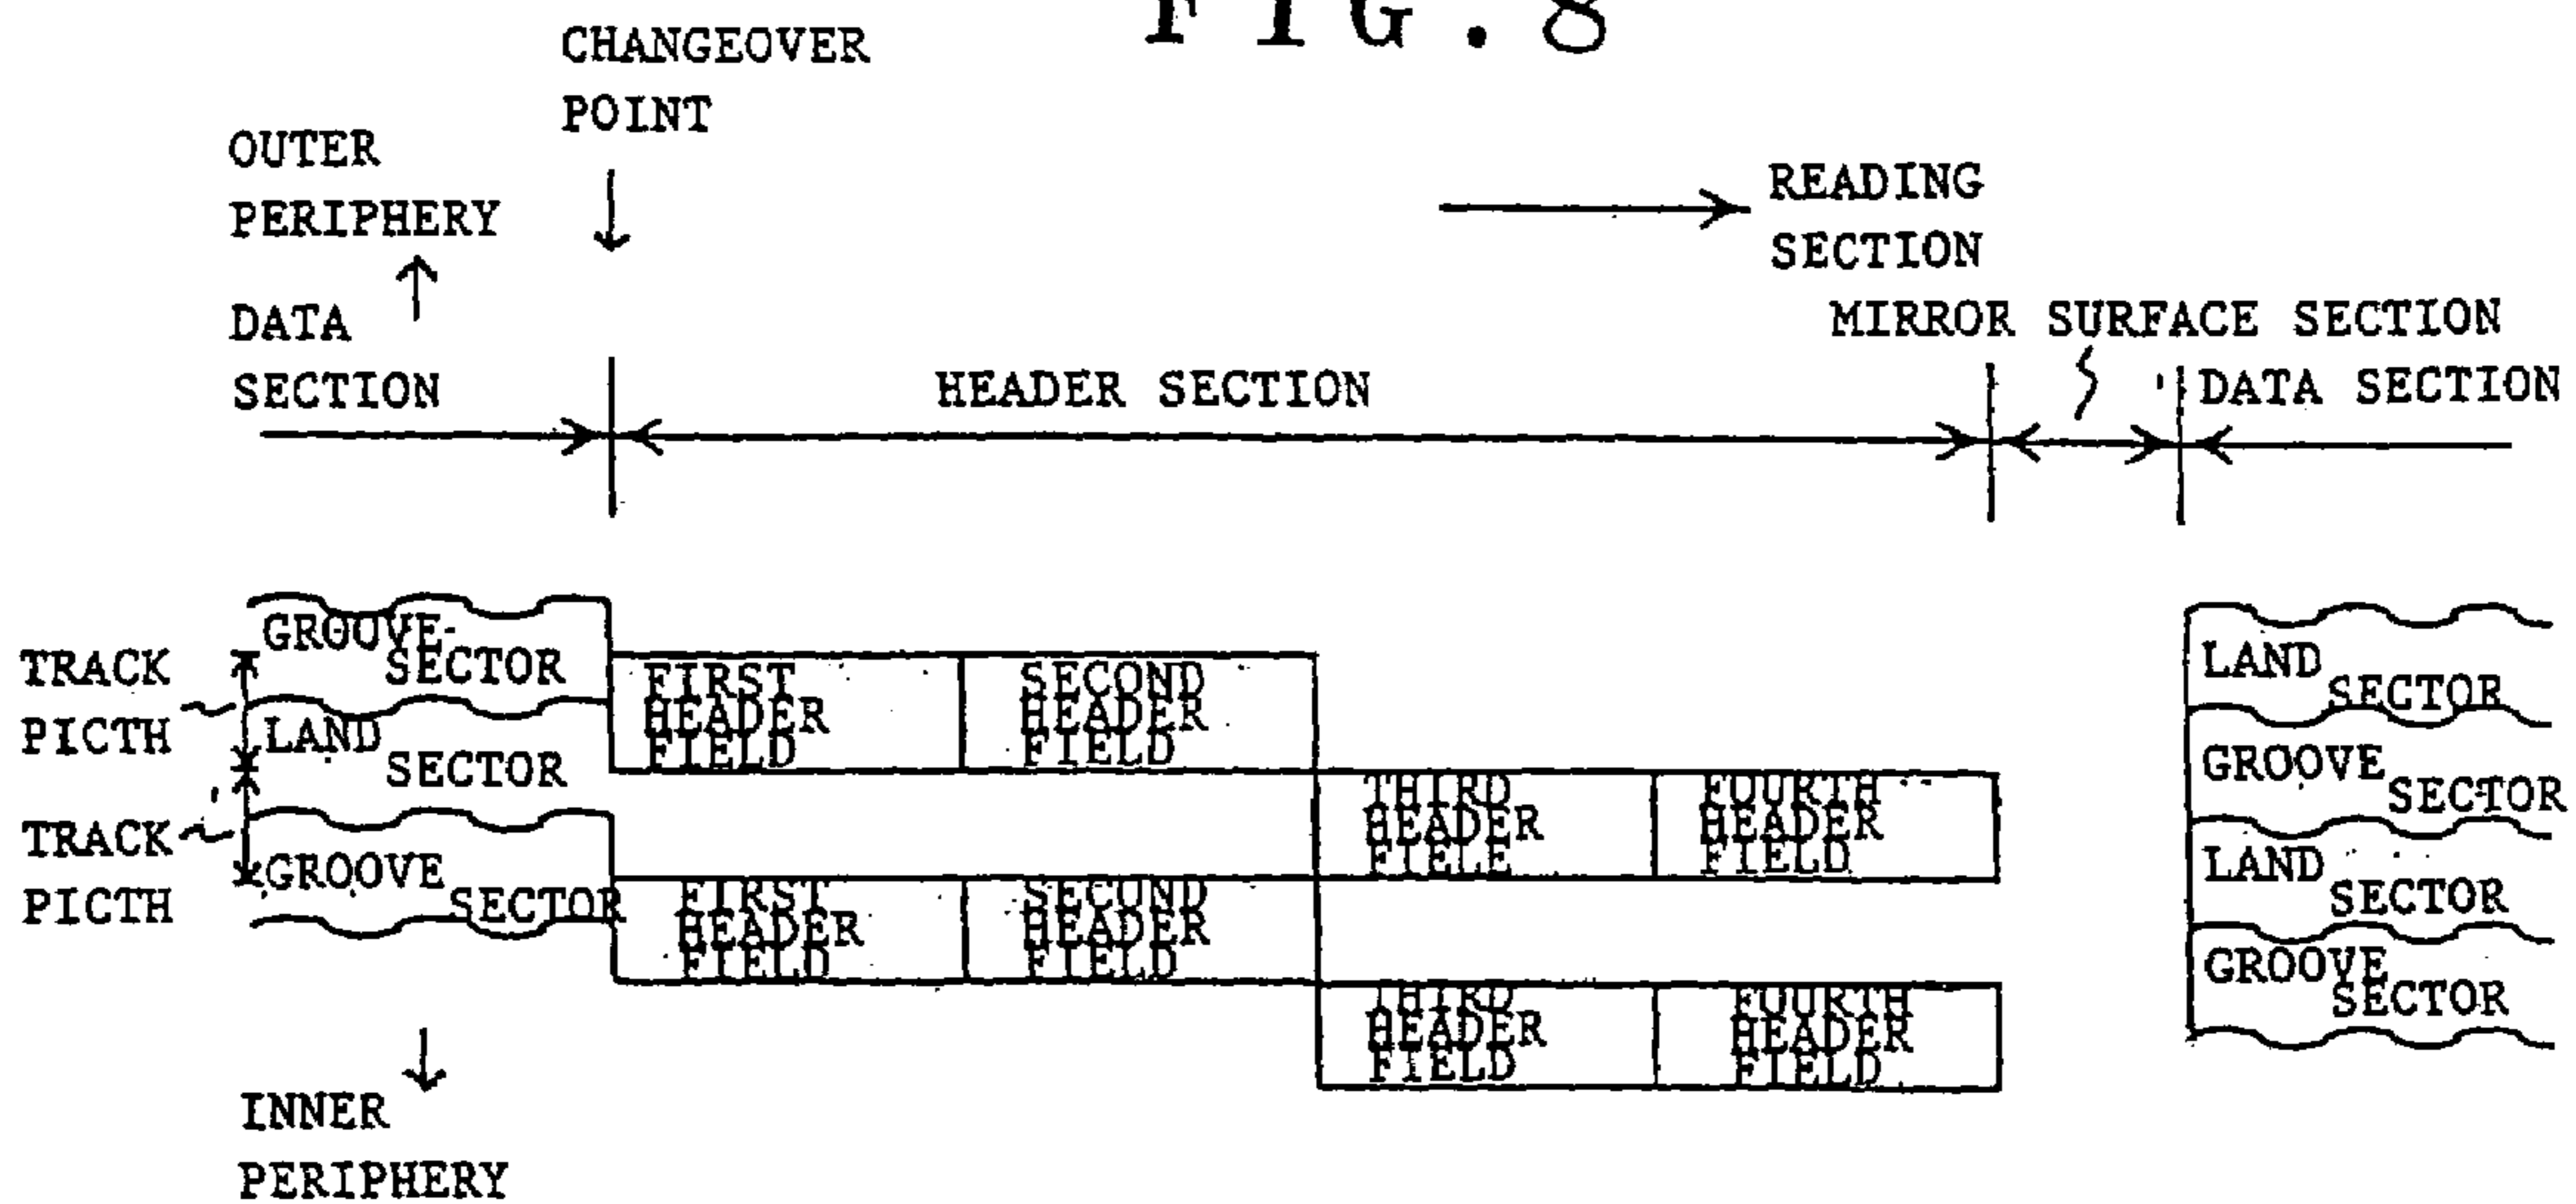 FIG.8
CHANGEOVER
POINT
OUTER
PERIPHERY
READING
SECTION
DATA
SECTION
HEADER SECTION
MIRROR SURFACE SECTION
DATA SECTION
TRACK
PICTH
TRACK
PICTH
GROOVE
SECTOR
LAND
SECTOR
GROOVE
SECTOR
FIRST
HEADER
FIELD
SECOND
HEADER
FIELD
THIRD
HEADER
FIELE
FOURTH
HEADER
FIELD
FIRST
HEADER
FIELD
SECOND
HEADER
FIELD
THIRD
HEADER
FIELD
FOURTH
HEADER
FIELD
LAND
SECTOR
GROOVE
SECTOR
LAND
SECTOR
GROOVE
SECTOR
INNER
PERIPHERY